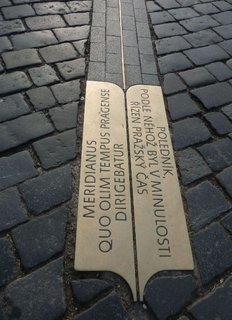 MERIDIANUS
QUO OLIM TEMPUS PRAGENSE
DIRIGEBATUR
POLEDNÍK,
PODLE NĚHOŽ BYL V MINULOSTI
ŘÍZEN PRAŽSKÝ ČAS